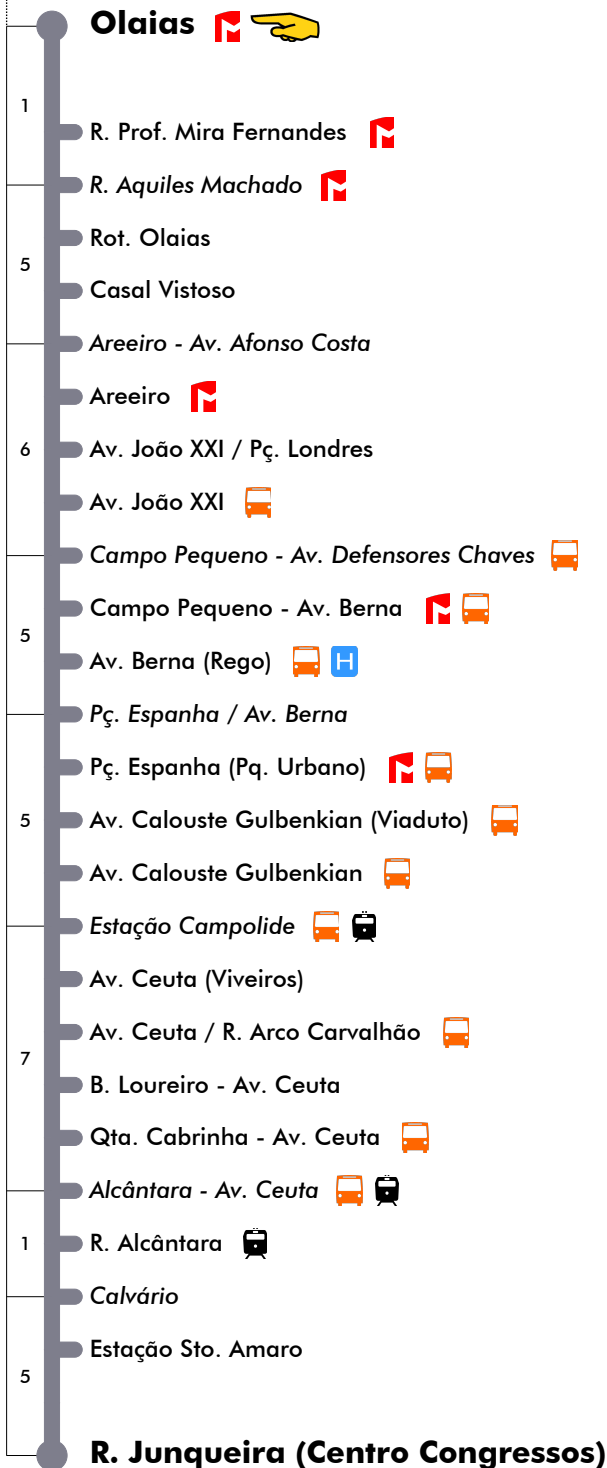 Olaias
1
R. Prof. Mira Fernandes
R. Aquiles Machado
5
Rot. Olaias
Casal Vistoso
Areeiro - Av. Afonso Costa
Areeiro
6
Av. João XXI / Pç. Londres
Av. João XXI
Campo Pequeno - Av. Defensores Chaves
Campo Pequeno - Av. Berna
5
Av. Berna (Rego)
H
Pç. Espanha / Av. Berna
Pç. Espanha (Pq. Urbano)
5
Av. Calouste Gulbenkian (Viaduto)
Av. Calouste Gulbenkian
Estação Campolide
Av. Ceuta (Viveiros)
Av. Ceuta / R. Arco Carvalhão
7
B. Loureiro - Av. Ceuta
Qta. Cabrinha - Av. Ceuta
Alcântara - Av. Ceuta
1
R. Alcântara
Calvário
Estação Sto. Amaro
5
R. Junqueira (Centro Congressos)